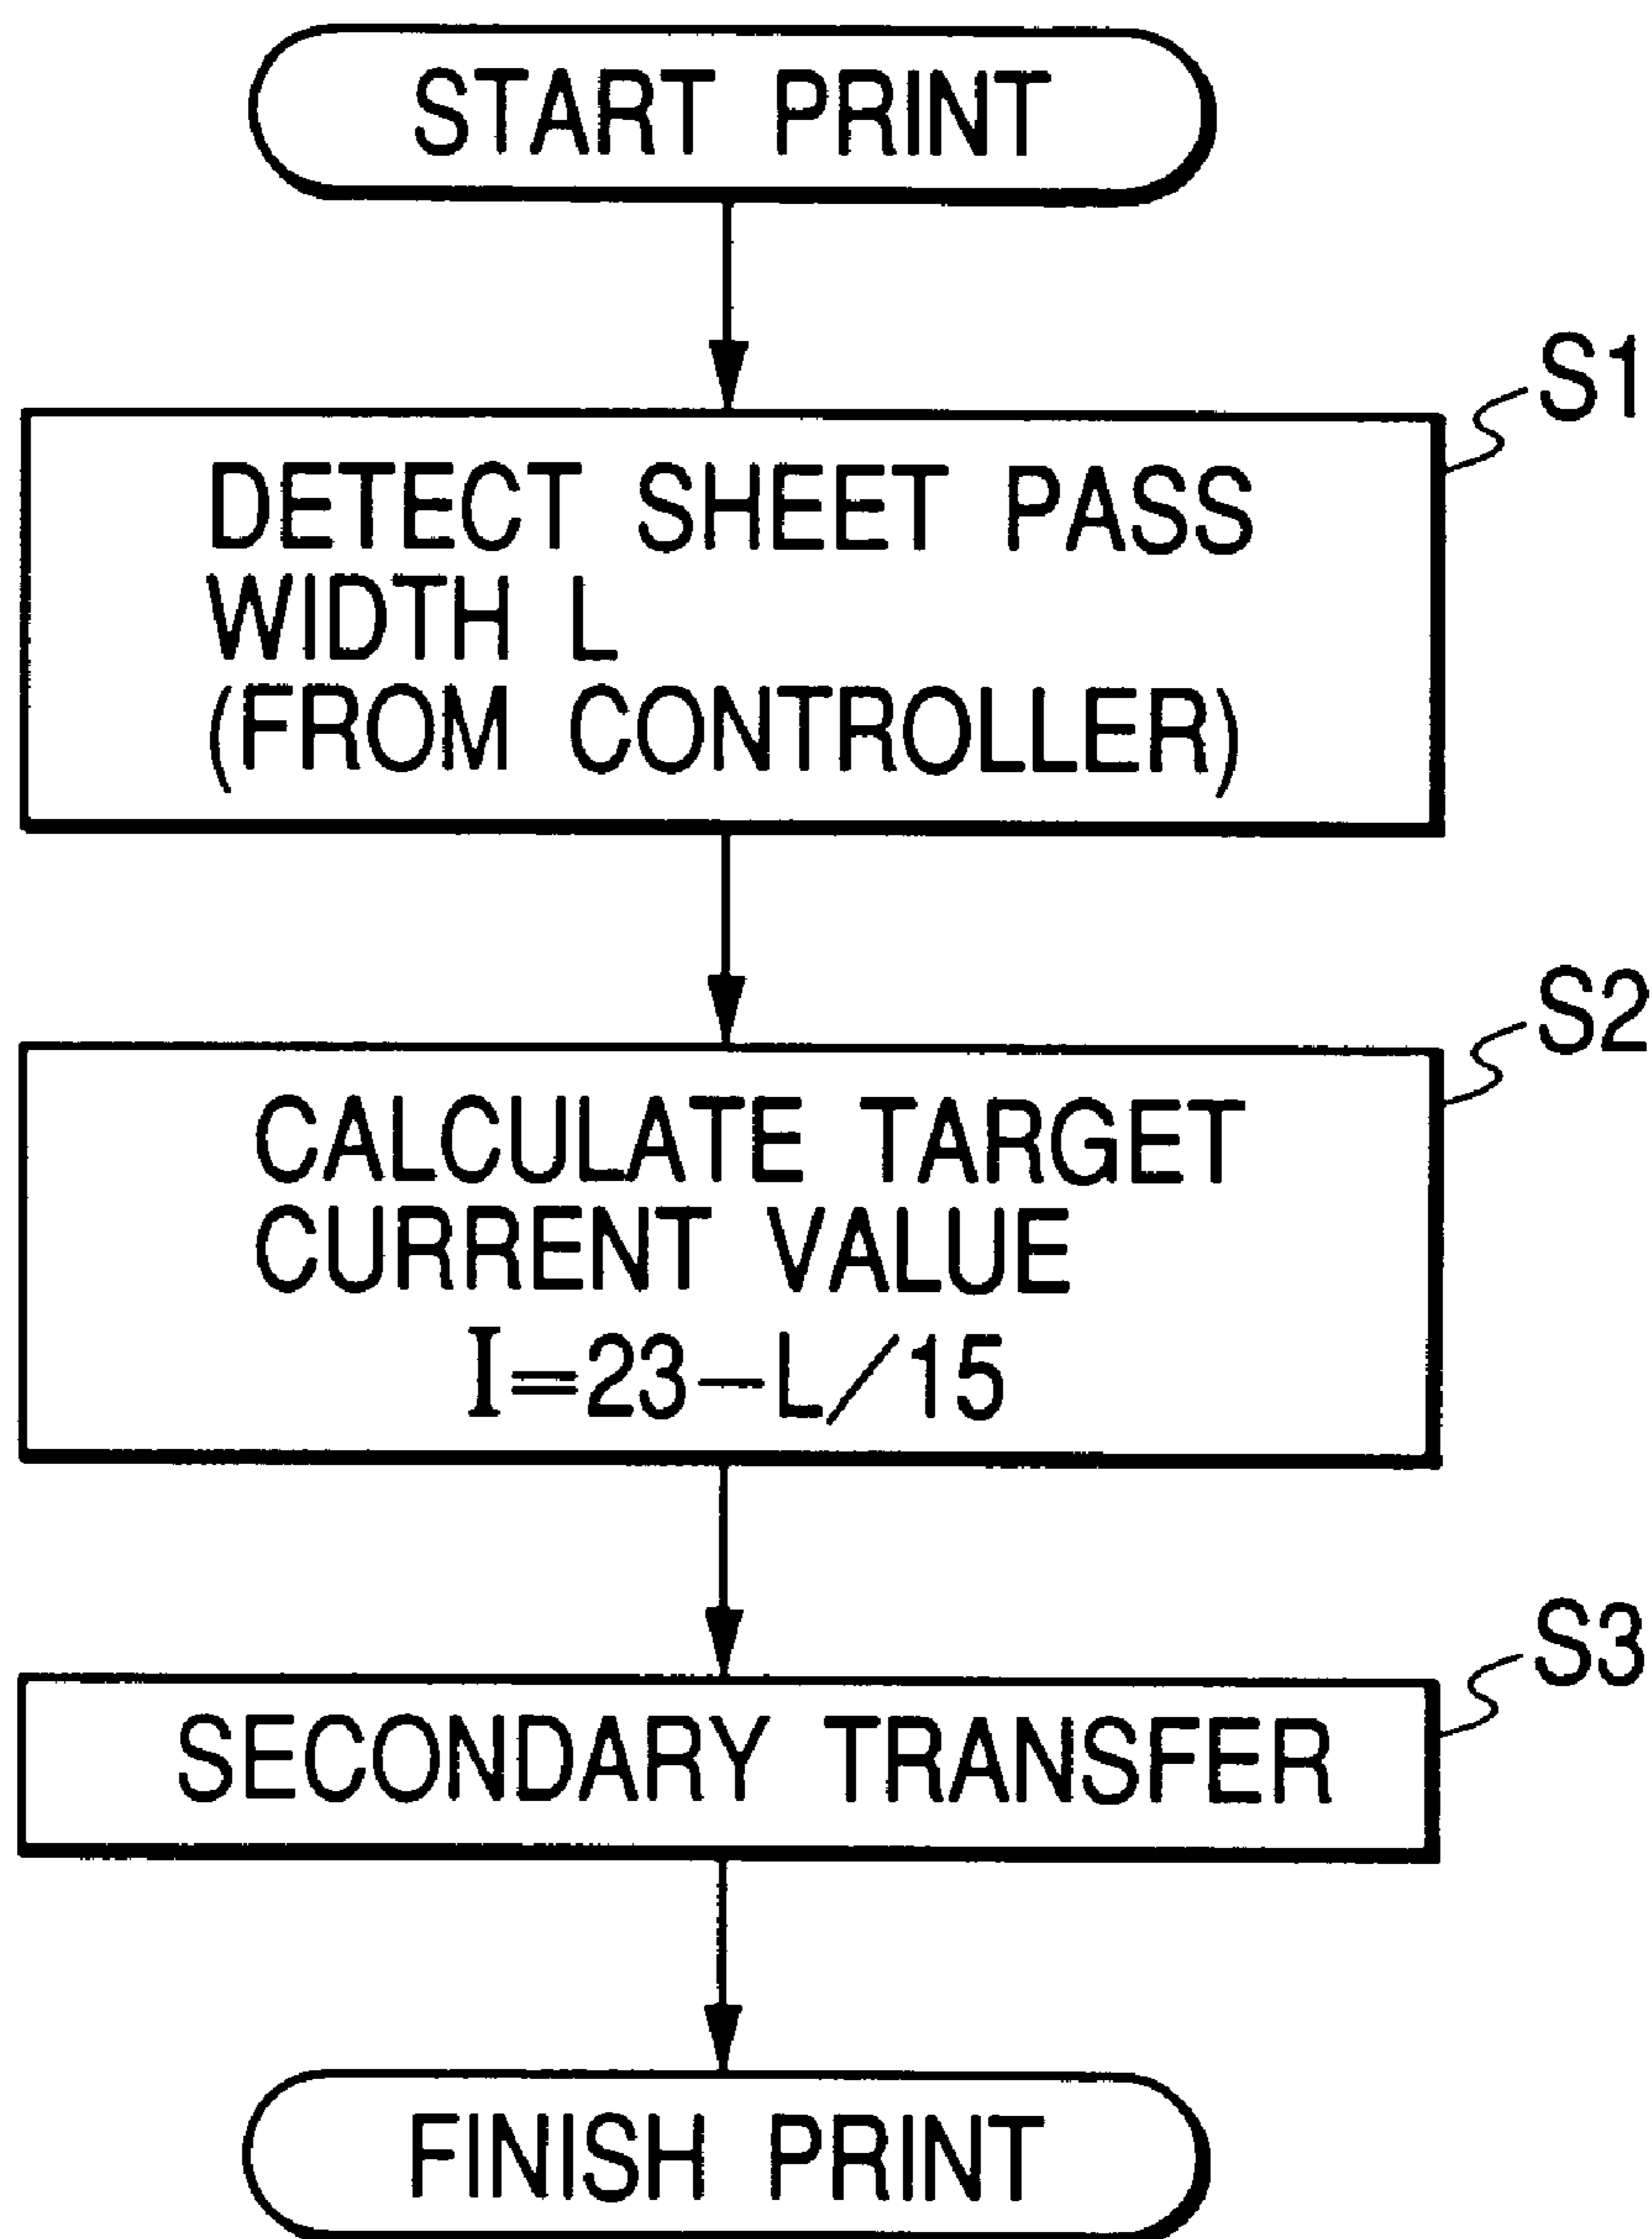 START PRINT
S1
DETECT SHEET PASS
WIDTH L
(FROM CONTROLLER)
S2
CALCULATE TARGET
CURRENT VALUE
I=23-L/15
S3
SECONDARY TRANSFER
FINISH PRINT